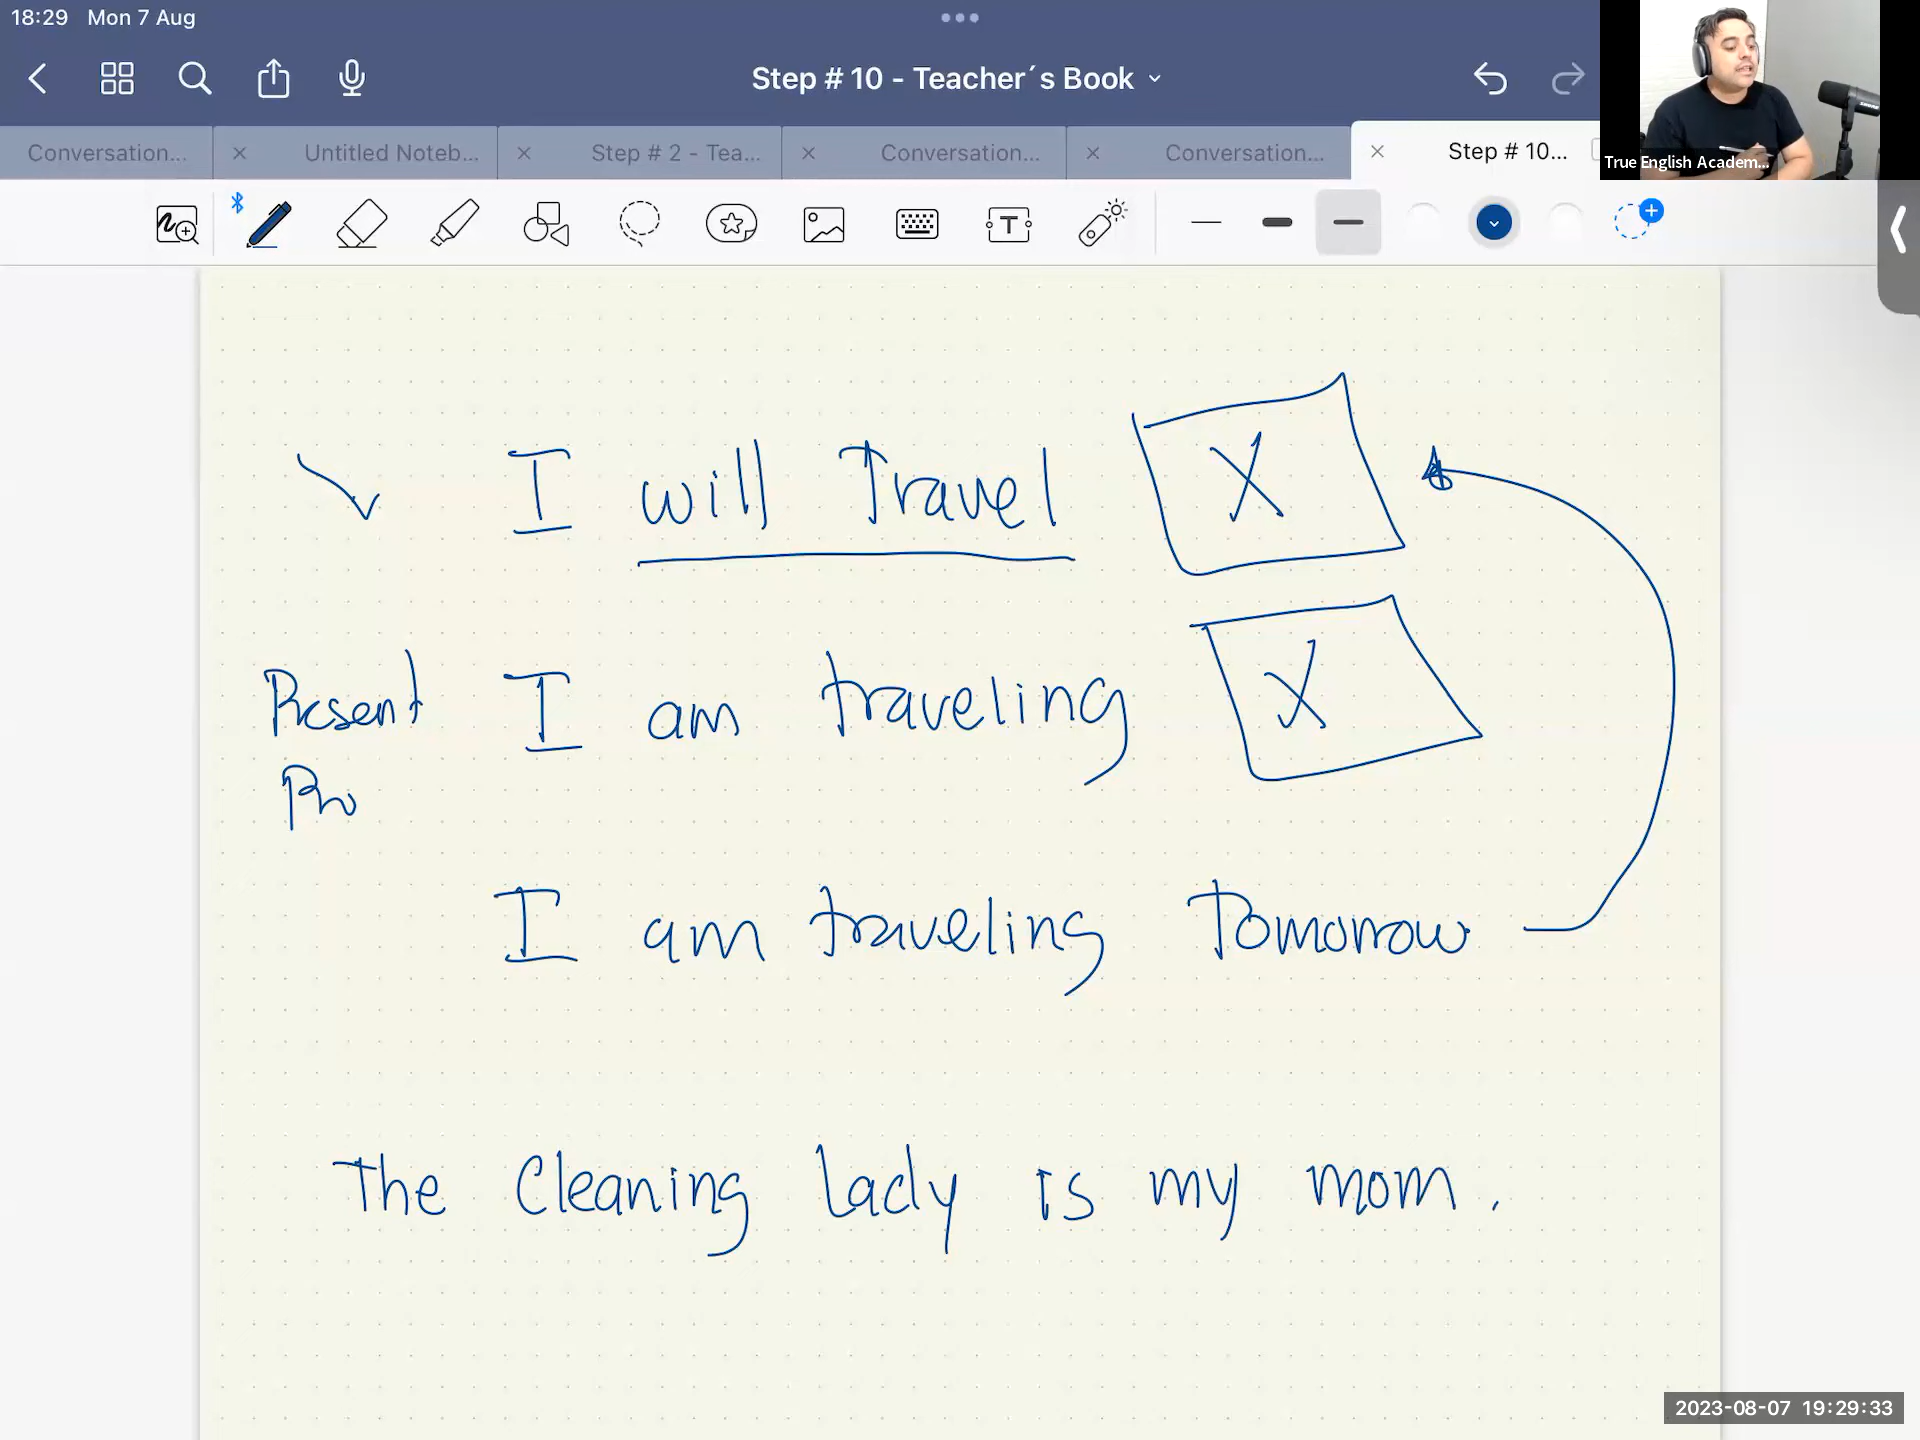 18:29 Mon 7 Aug
Step # 10 - Teacher´s Book
Conversation...
Untitled Noteb...
Step # 2 - Tea...
Conversation...
Conversation...
Step # 10...
True English Academ...
T
I will Travel X
Present I am traveling X
Pro
I am traveling Tomorrow
The Cleaning lady is my mom.
2023-08-07 19:29:33